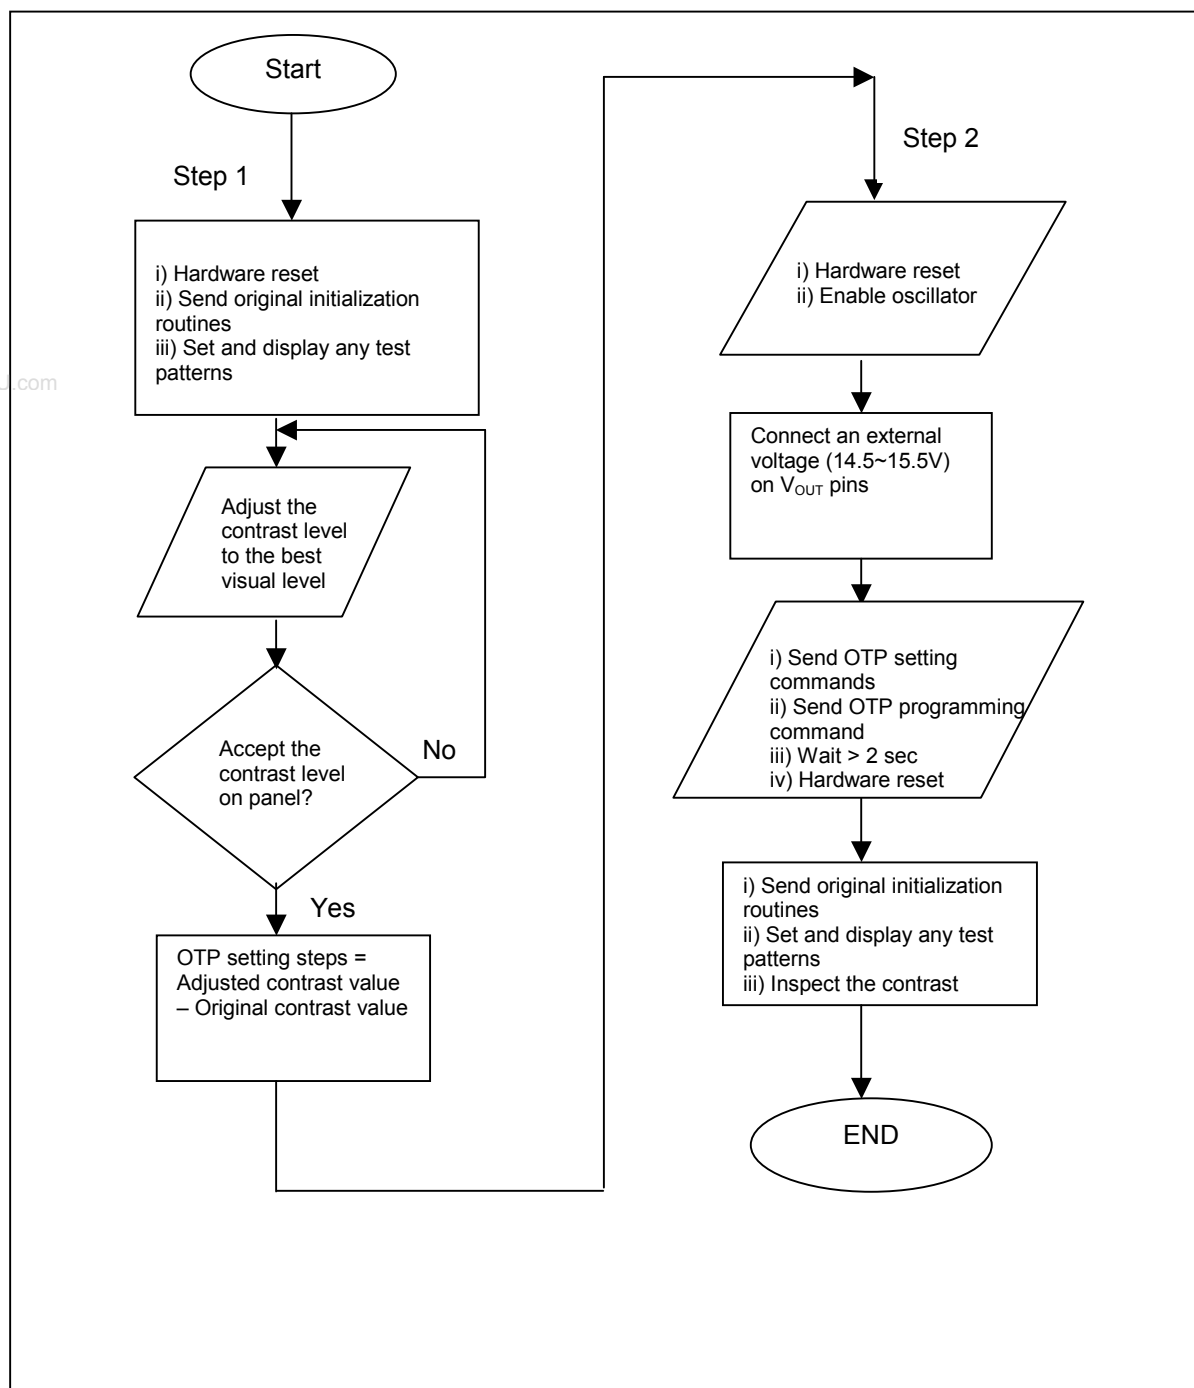 Start
Step 1
i) Hardware reset
ii) Send original initialization
routines
iii) Set and display any test
patterns
J.com
Adjust the
contrast level
to the best
visual level
Accept the
contrast level
on panel?
No
Yes
OTP setting steps =
Adjusted contrast value
– Original contrast value
Step 2
i) Hardware reset
ii) Enable oscillator
Connect an external
voltage (14.5~15.5V)
on VOUT pins
i) Send OTP setting
commands
ii) Send OTP programming
command
iii) Wait > 2 sec
iv) Hardware reset
i) Send original initialization
routines
ii) Set and display any test
patterns
iii) Inspect the contrast
END